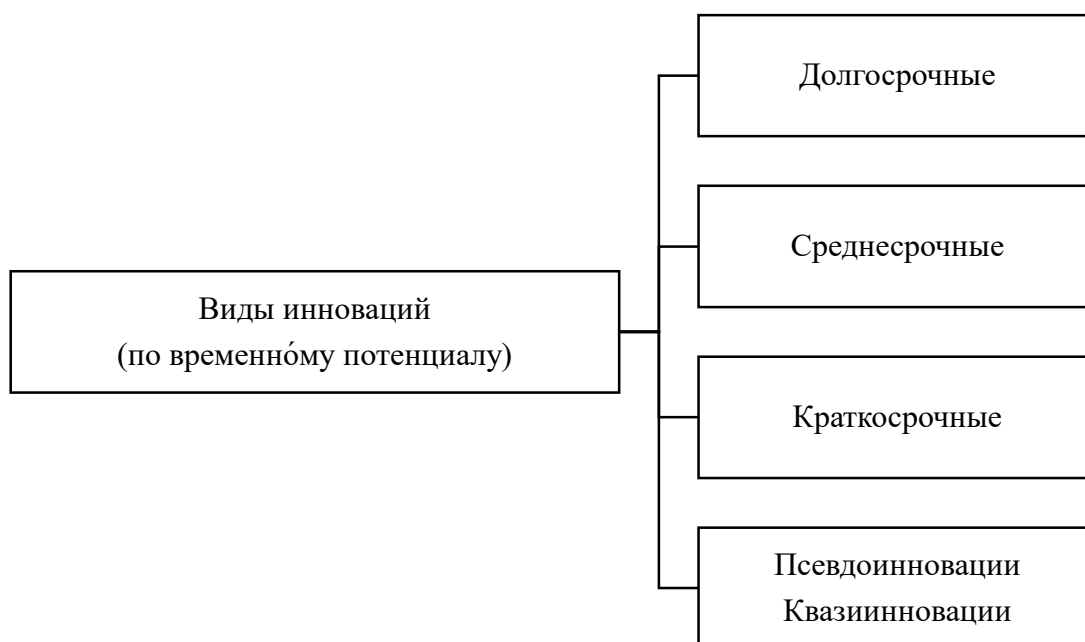 Долгосрочные
Среднесрочные
Виды инноваций
(по временно́му потенциалу)
Краткосрочные
Псевдоинновации
Квазиинновации